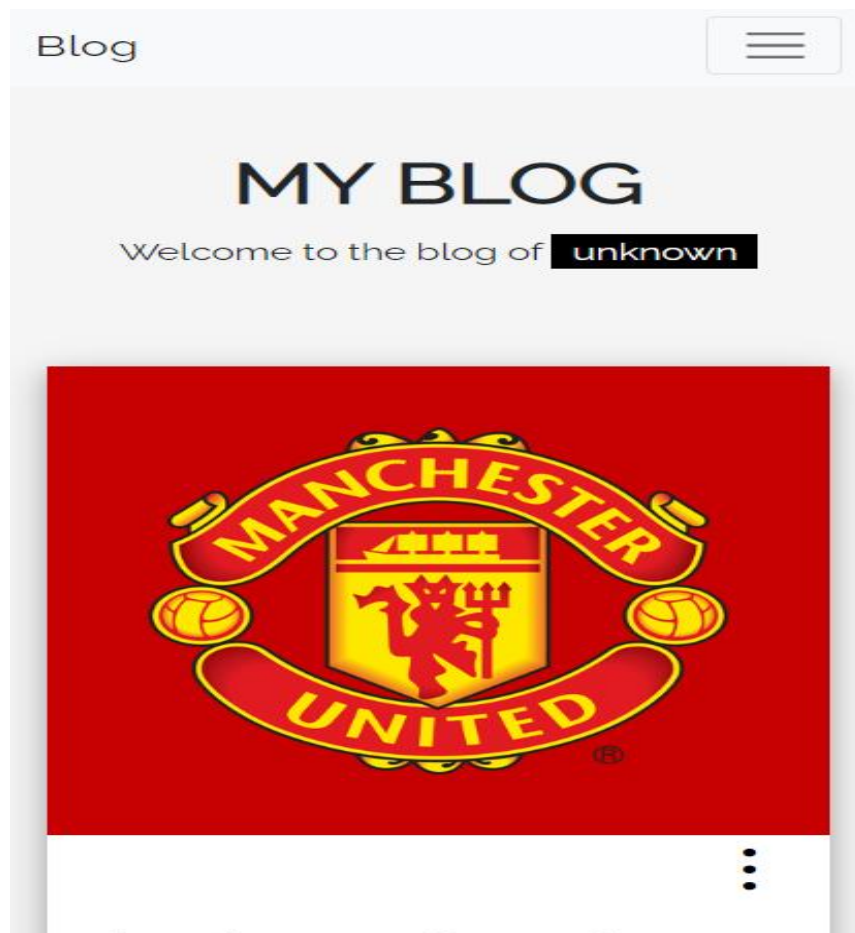 Blog
MY BLOG
Welcome to the blog of unknown
MANCHESTER
UNITED
®